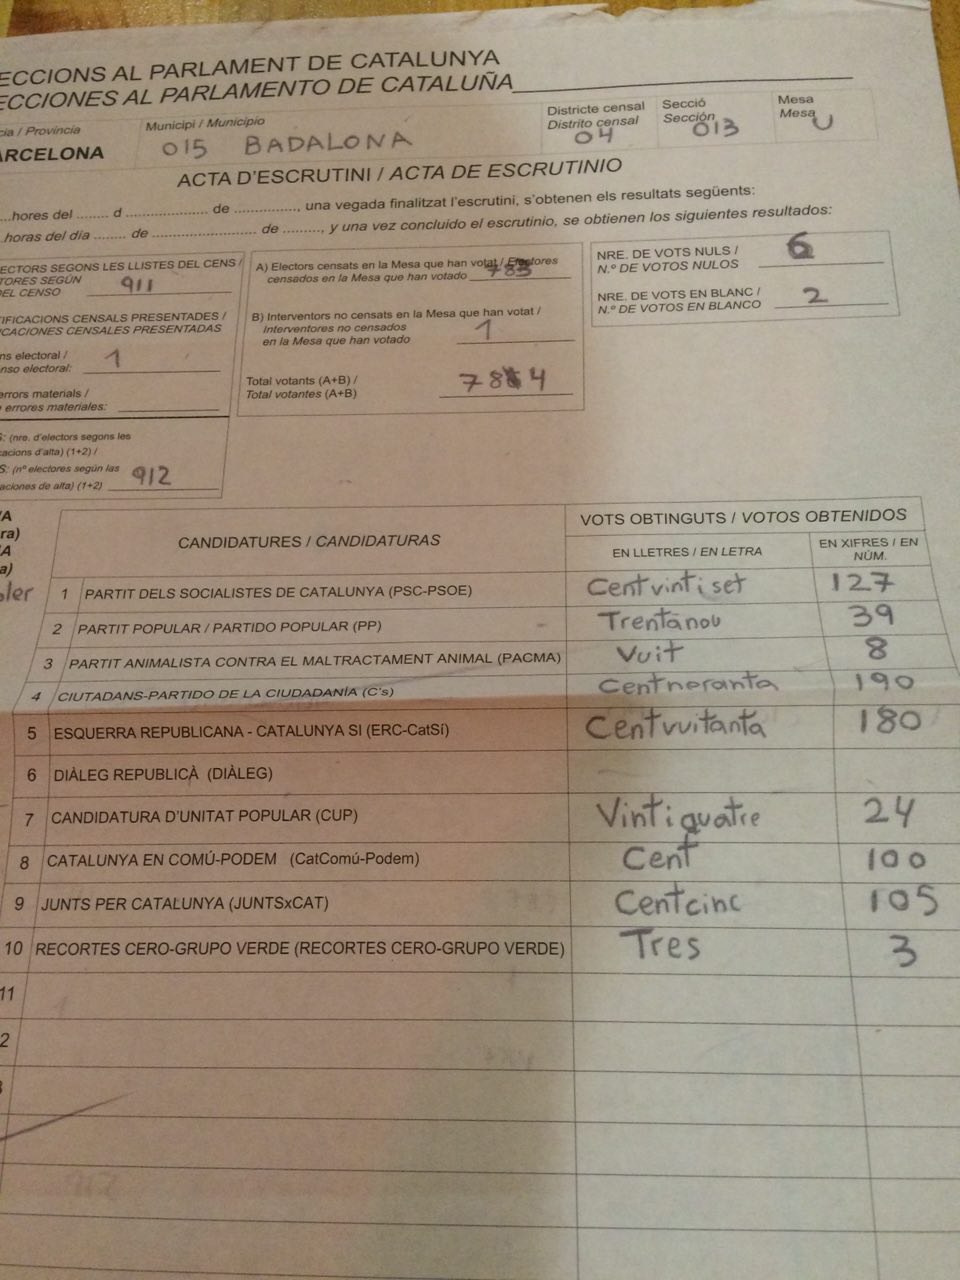 ECCIONS AL PARLAMENT DE CATALUNYA
ECCIONES AL PARLAMENTO DE CATALUÑA
cia / Provincia
ARCELONA
Municipi / Municipio
015 BADALONA
Districte censal
Distrito censal
04
Secció
Sección
013
Mesa
Mesa
U
ACTA D'ESCRUTINI / ACTA DE ESCRUTINIO
...hores del ........ d .................... de ................, una vegada finalitzat l'escrutini, s'obtenen els resultats següents:
.horas del día ........ de ............................ de ........., y una vez concluido el escrutinio, se obtienen los siguientes resultados:
ECTORS SEGONS LES LLISTES DEL CENS /
TORES SEGÚN
DEL CENSO 911
TIFICACIONS CENSALS PRESENTADES /
ICACIONES CENSALES PRESENTADAS
ns electoral /
enso electoral: 1
errors materials /
errores materiales:
S: (nre. d'electors segons les
cacions d'alta) (1+2) /
S: (nº electores según las
aciones de alta) (1+2) 912
A) Electors censats en la Mesa que han votat / Electores
censados en la Mesa que han votado 783
B) Interventors no censats en la Mesa que han votat /
Interventores no censados
en la Mesa que han votado 1
Total votants (A+B) /
Total votantes (A+B) 784
NRE. DE VOTS NULS /
N.º DE VOTOS NULOS 6
NRE. DE VOTS EN BLANC /
N.º DE VOTOS EN BLANCO 2
CANDIDATURES / CANDIDATURAS
VOTS OBTINGUTS / VOTOS OBTENIDOS
EN LLETRES / EN LETRA
EN XIFRES / EN NÚM.
1 PARTIT DELS SOCIALISTES DE CATALUNYA (PSC-PSOE) Cent vint i set 127
2 PARTIT POPULAR / PARTIDO POPULAR (PP) Trentanou 39
3 PARTIT ANIMALISTA CONTRA EL MALTRACTAMENT ANIMAL (PACMA) Vuit 8
4 CIUTADANS-PARTIDO DE LA CIUDADANÍA (C's) Centnoranta 190
5 ESQUERRA REPUBLICANA - CATALUNYA SI (ERC-CatSí) Centvuitanta 180
6 DIÀLEG REPUBLICÀ (DIÀLEG)
7 CANDIDATURA D'UNITAT POPULAR (CUP) Vint i quatre 24
8 CATALUNYA EN COMÚ-PODEM (CatComú-Podem) Cent 100
9 JUNTS PER CATALUNYA (JUNTSxCAT) Centcinc 105
10 RECORTES CERO-GRUPO VERDE (RECORTES CERO-GRUPO VERDE) Tres 3
11
2